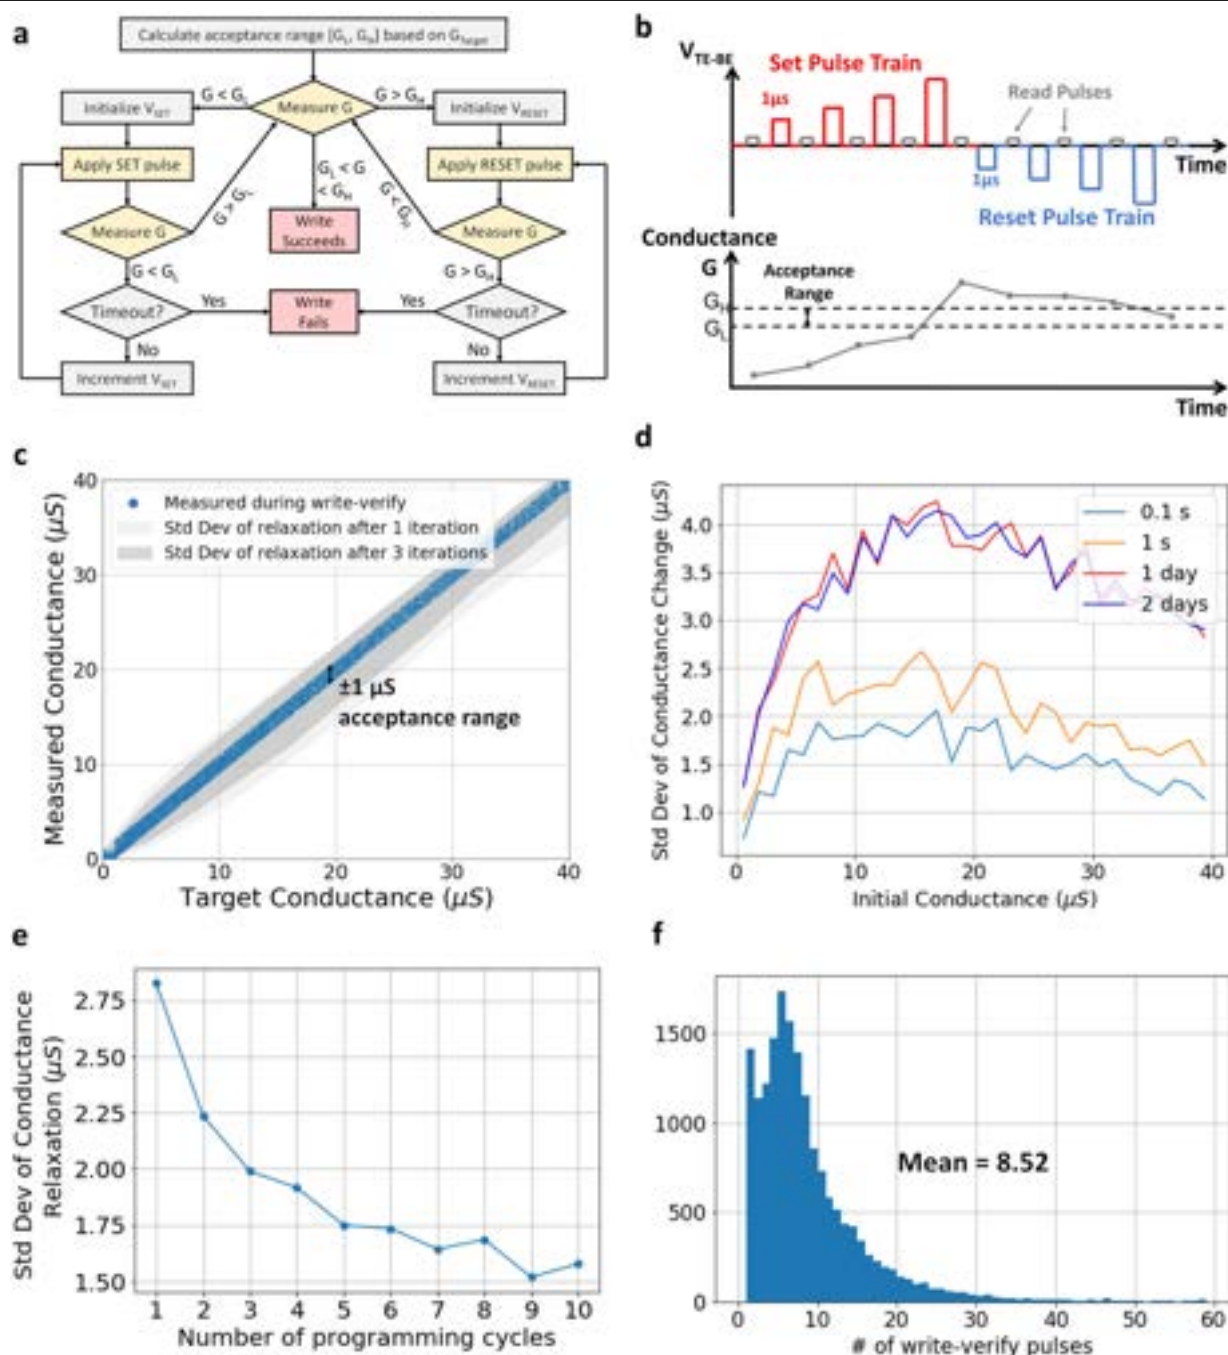 a
Calculate acceptance range [G_L, G_H] based on G_Target
G < G_L
Measure G
G > G_H
Initialize V_SET
Initialize V_RESET
Apply SET pulse
Apply RESET pulse
G_L < G
< G_H
G > G_L
G < G_H
Measure G
Write
Succeeds
Measure G
G < G_L
G > G_H
Timeout?
Yes
Write
Fails
Yes
Timeout?
No
No
Increment V_SET
Increment V_RESET
b
V_TE-BE
Set Pulse Train
1µs
Read Pulses
Time
1µs
Reset Pulse Train
Conductance
G
Acceptance
Range
G_H
G_L
Time
c
Measured Conductance (µS)
40
30
20
10
0
Measured during write-verify
Std Dev of relaxation after 1 iteration
Std Dev of relaxation after 3 iterations
±1 µS
acceptance range
0 10 20 30 40
Target Conductance (µS)
d
Std Dev of Conductance Change (µS)
4.0
3.5
3.0
2.5
2.0
1.5
1.0
0.1 s
1 s
1 day
2 days
0 10 20 30 40
Initial Conductance (µS)
e
Std Dev of Conductance
Relaxation (µS)
2.75
2.50
2.25
2.00
1.75
1.50
1 2 3 4 5 6 7 8 9 10
Number of programming cycles
f
1500
1000
500
0
Mean = 8.52
0 10 20 30 40 50 60
# of write-verify pulses